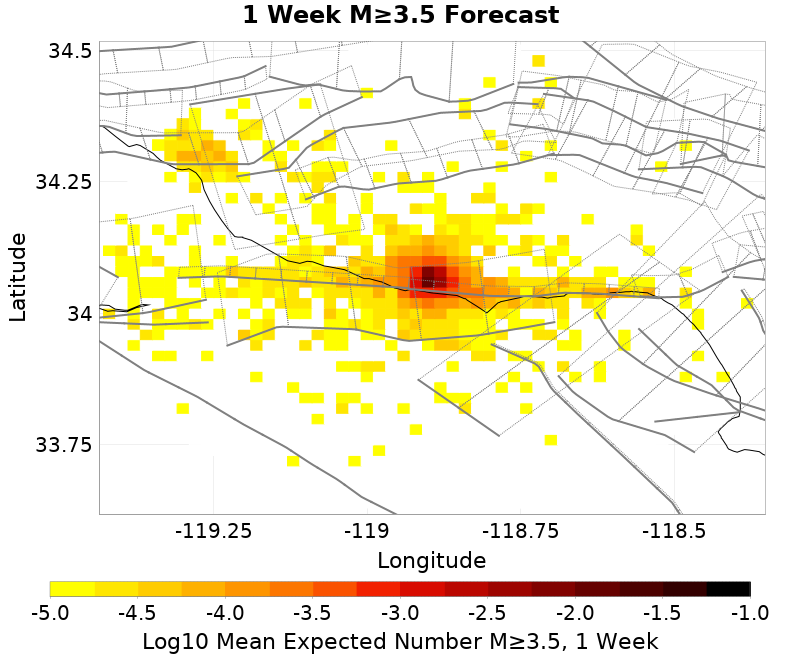 1 Week M≥3.5 Forecast
34.5
34.25
34
33.75
Latitude
-119.25 -119 -118.75 -118.5
Longitude
-5.0 -4.5 -4.0 -3.5 -3.0 -2.5 -2.0 -1.5 -1.0
Log10 Mean Expected Number M≥3.5, 1 Week